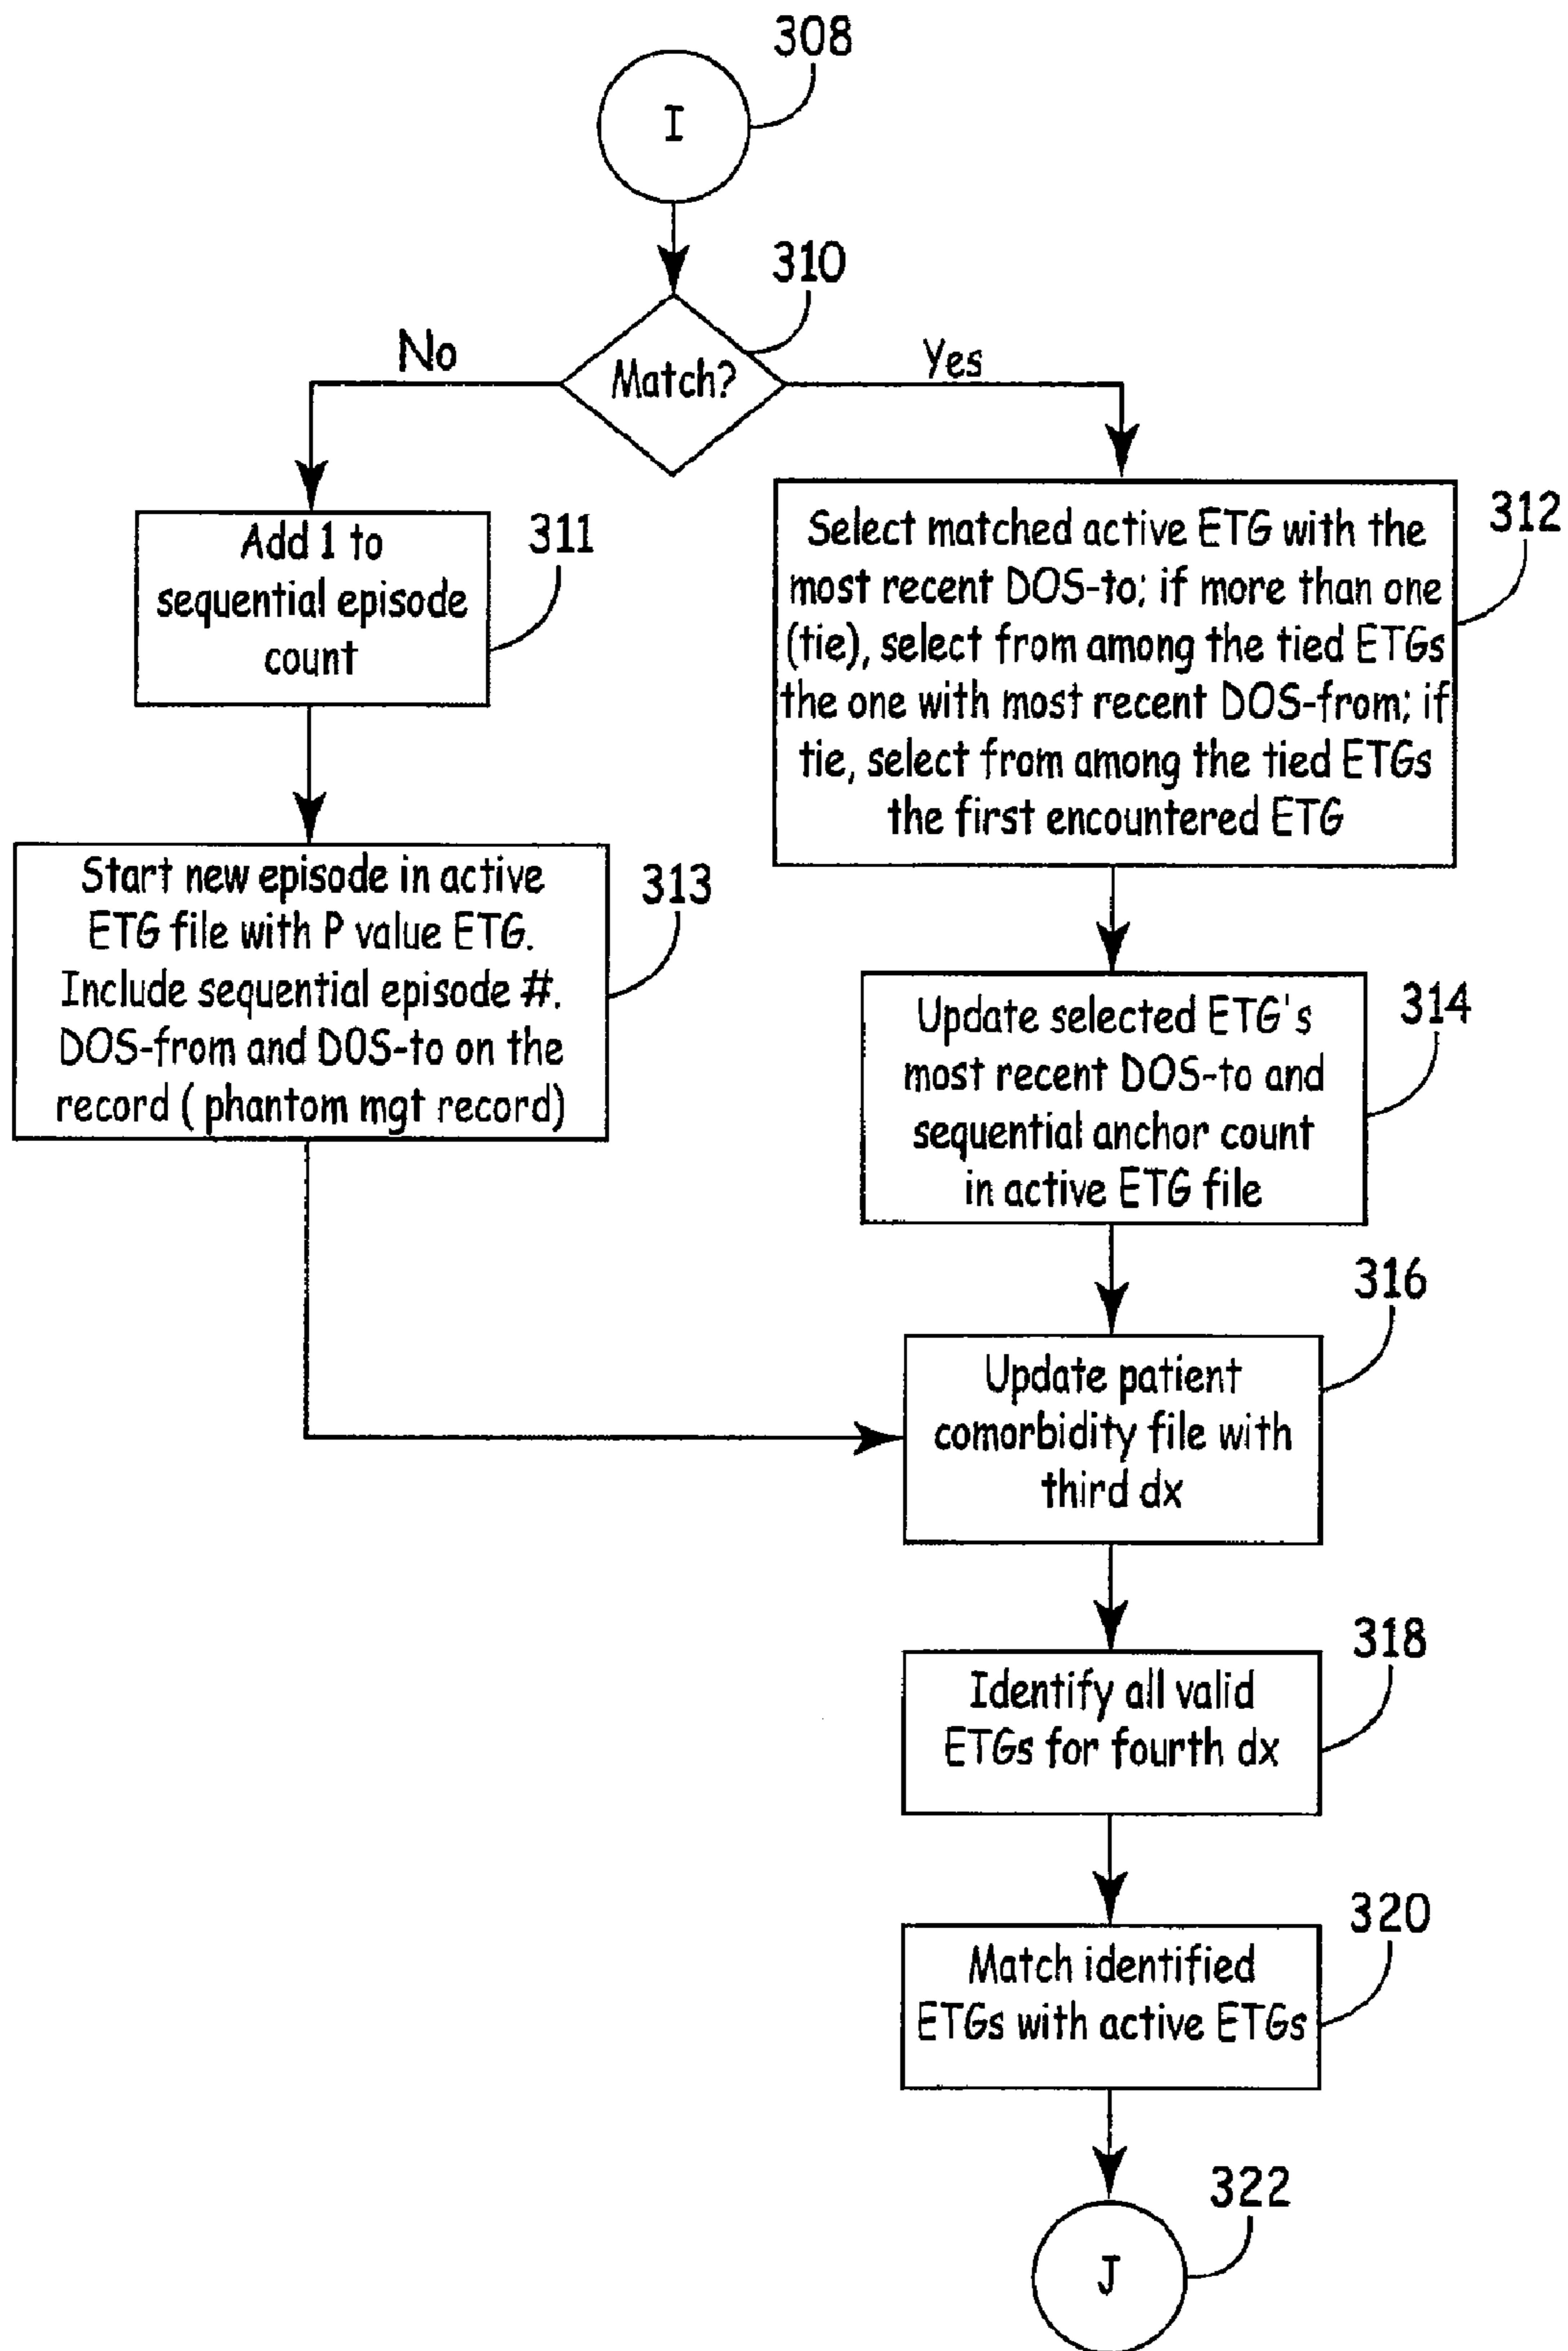 308
I
310
Match?
No
Yes
Add 1 to
sequential episode
count
311
Select matched active ETG with the
most recent DOS-to; if more than one
(tie), select from among the tied ETGs
the one with most recent DOS-from; if
tie, select from among the tied ETGs
the first encountered ETG
312
Start new episode in active
ETG file with P value ETG.
Include sequential episode #.
DOS-from and DOS-to on the
record ( phantom mgt record)
313
Update selected ETG's
most recent DOS-to and
sequential anchor count
in active ETG file
314
Update patient
comorbidity file with
third dx
316
Identify all valid
ETGs for fourth dx
318
Match identified
ETGs with active ETGs
320
J
322